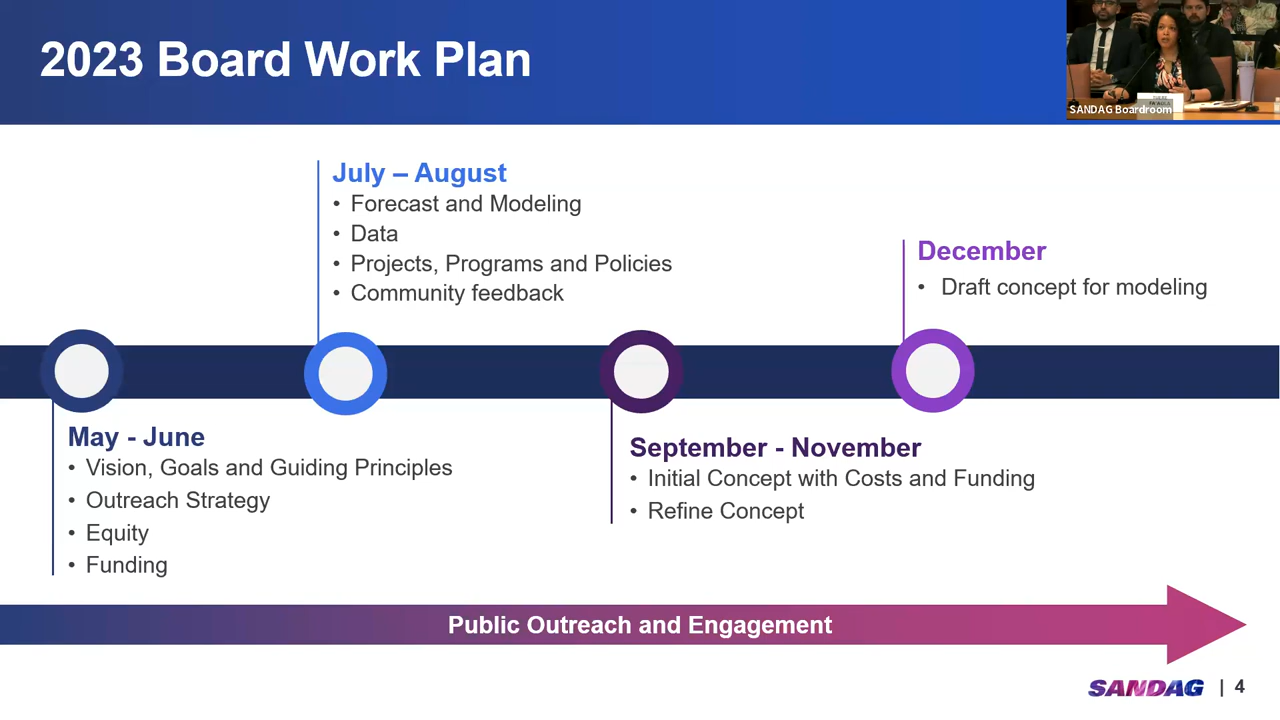 2023 Board Work Plan
SANDAG Boardroom
July – August
• Forecast and Modeling
• Data
• Projects, Programs and Policies
• Community feedback
December
• Draft concept for modeling
May - June
• Vision, Goals and Guiding Principles
• Outreach Strategy
• Equity
• Funding
September - November
• Initial Concept with Costs and Funding
• Refine Concept
Public Outreach and Engagement
SANDAG | 4